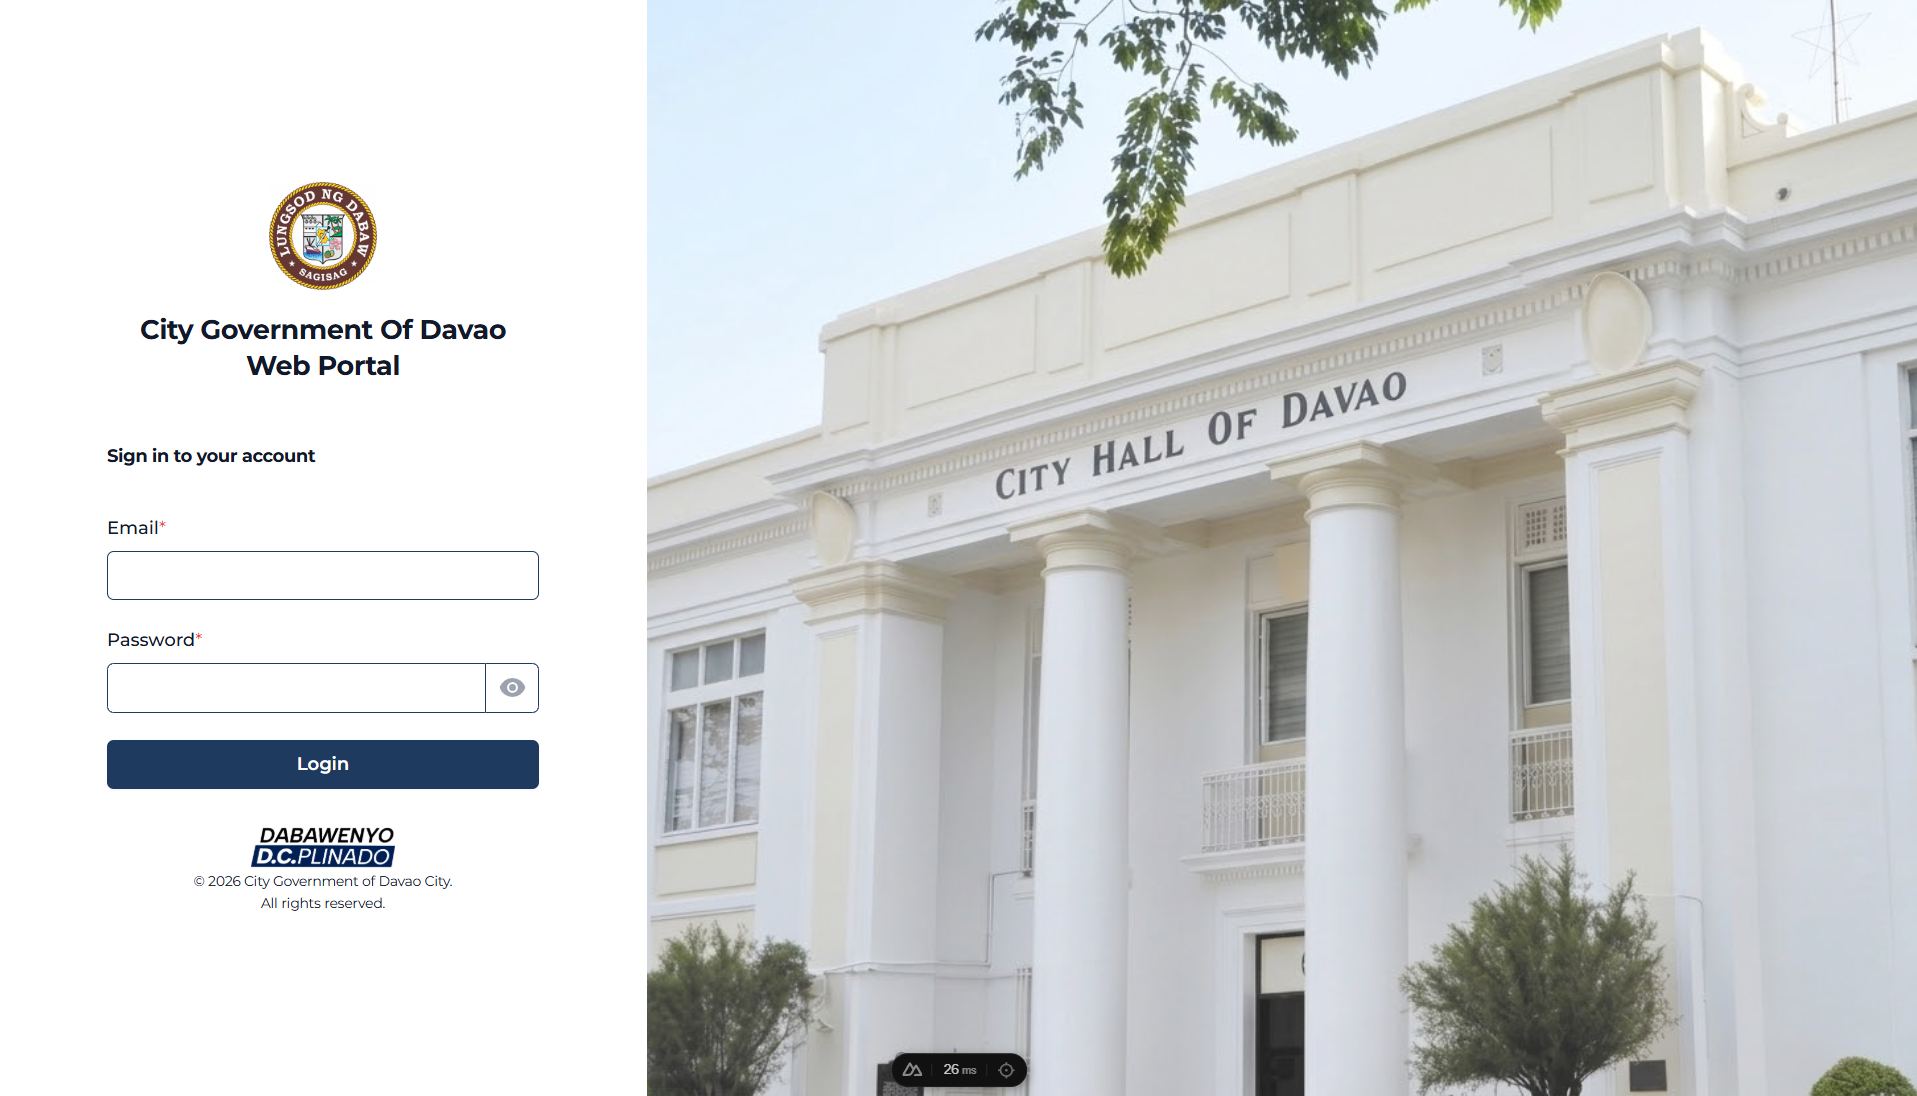 LUNGSOD NG DABAW
SAGISAG
City Government Of Davao
Web Portal
Sign in to your account
Email*
Password*
Login
DABAWENYO
D.C.PLINADO
© 2026 City Government of Davao City.
All rights reserved.
CITY HALL OF DAVAO
26 ms